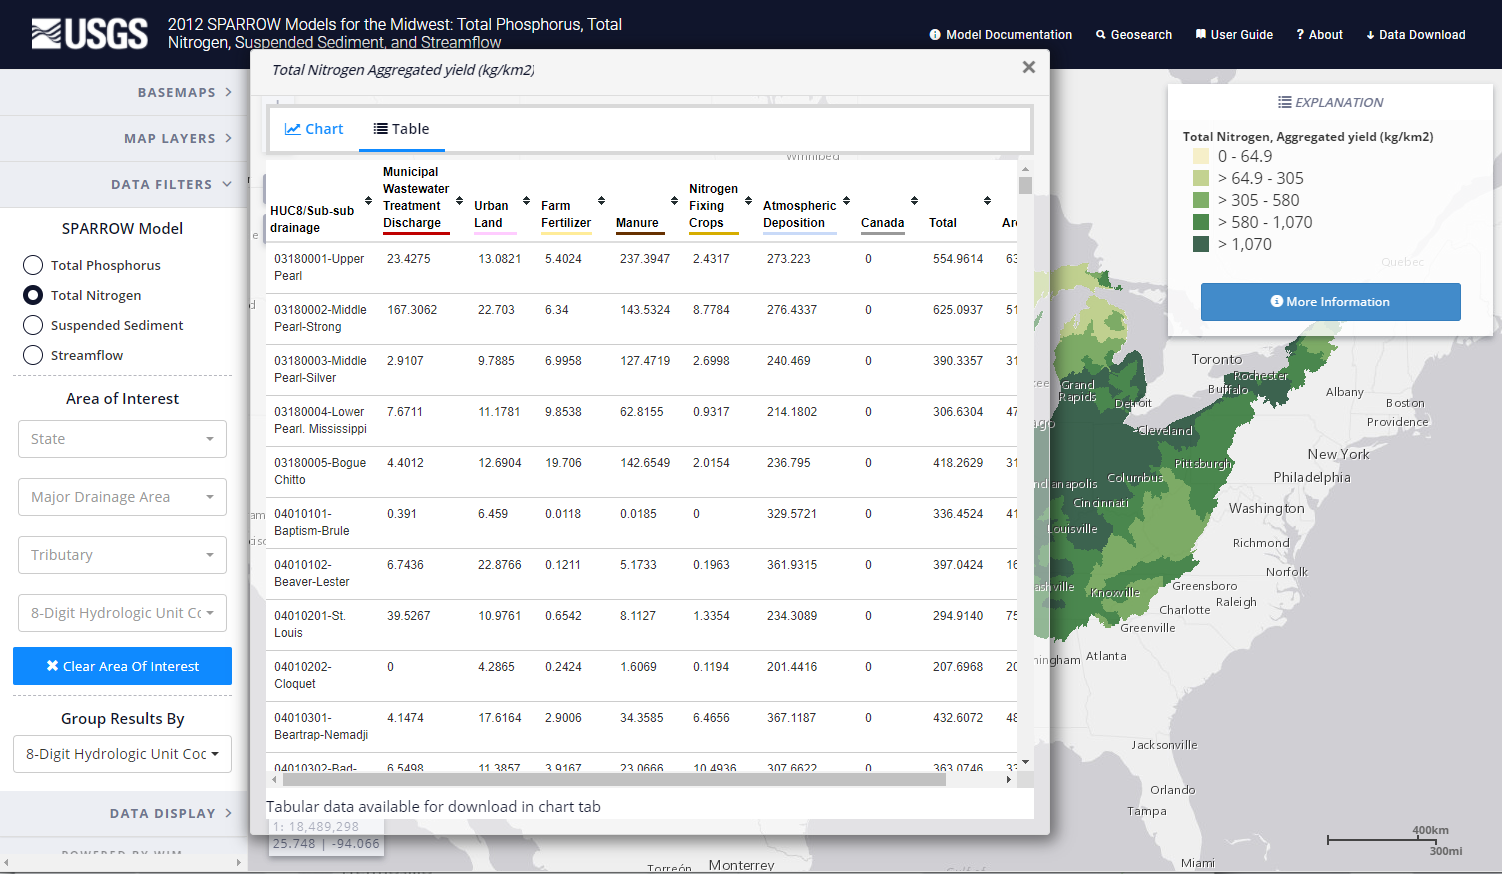 USGS
2012 SPARROW Models for the Midwest: Total Phosphorus, Total
Nitrogen, Suspended Sediment, and Streamflow
Model Documentation
Geosearch
User Guide
About
Data Download
BASEMAPS
MAP LAYERS
DATA FILTERS
SPARROW Model
Total Phosphorus
Total Nitrogen
Suspended Sediment
Streamflow
Area of Interest
State
Major Drainage Area
Tributary
8-Digit Hydrologic Unit Cc
Clear Area Of Interest
Group Results By
8-Digit Hydrologic Unit Coc
DATA DISPLAY
POWERED BY WIM
Total Nitrogen Aggregated yield (kg/km2)
Chart
Table
HUC8/Sub-sub
drainage
Municipal
Wastewater
Treatment
Discharge
Urban
Land
Farm
Fertilizer
Manure
Nitrogen
Fixing
Crops
Atmospheric
Deposition
Canada
Total
Are
03180001-Upper
Pearl
23.4275 13.0821 5.4024 237.3947 2.4317 273.223 0 554.9614 63
03180002-Middle
Pearl-Strong
167.3062 22.703 6.34 143.5324 8.7784 276.4337 0 625.0937 51
03180003-Middle
Pearl-Silver
2.9107 9.7885 6.9958 127.4719 2.6998 240.469 0 390.3357 31
03180004-Lower
Pearl. Mississippi
7.6711 11.1781 9.8538 62.8155 0.9317 214.1802 0 306.6304 47
03180005-Bogue
Chitto
4.4012 12.6904 19.706 142.6549 2.0154 236.795 0 418.2629 31
04010101-
Baptism-Brule
0.391 6.459 0.0118 0.0185 0 329.5721 0 336.4524 41
04010102-
Beaver-Lester
6.7436 22.8766 0.1211 5.1733 0.1963 361.9315 0 397.0424 16
04010201-St.
Louis
39.5267 10.9761 0.6542 8.1127 1.3354 234.3089 0 294.9140 75
04010202-
Cloquet
0 4.2865 0.2424 1.6069 0.1194 201.4416 0 207.6968 20
04010301-
Beartrap-Nemadji
4.1474 17.6164 2.9006 34.3585 6.4656 367.1187 0 432.6072 48
04010302-Bad-
6.5498 11.3857 3.9167 23.0666 10.4936 307.6622 0 363.0746 33
Tabular data available for download in chart tab
1: 18,489,298
25.748 | -94.066
EXPLANATION
Total Nitrogen, Aggregated yield (kg/km2)
0 - 64.9
> 64.9 - 305
> 305 - 580
> 580 - 1,070
> 1,070
More Information
Winnipeg
Quebec
Toronto
Rochester
Buffalo
Albany
Boston
Providence
Grand
Rapids
Detroit
Cleveland
New York
Pittsburgh
Philadelphia
Columbus
ndianapolis
Cincinnati
Washington
Louisville
Richmond
Norfolk
ashville
Knoxville
Greensboro
Raleigh
Charlotte
Greenville
ningham
Atlanta
Jacksonville
Orlando
Tampa
Miami
Torreón
Monterrey
Gulf of
400km
300mi